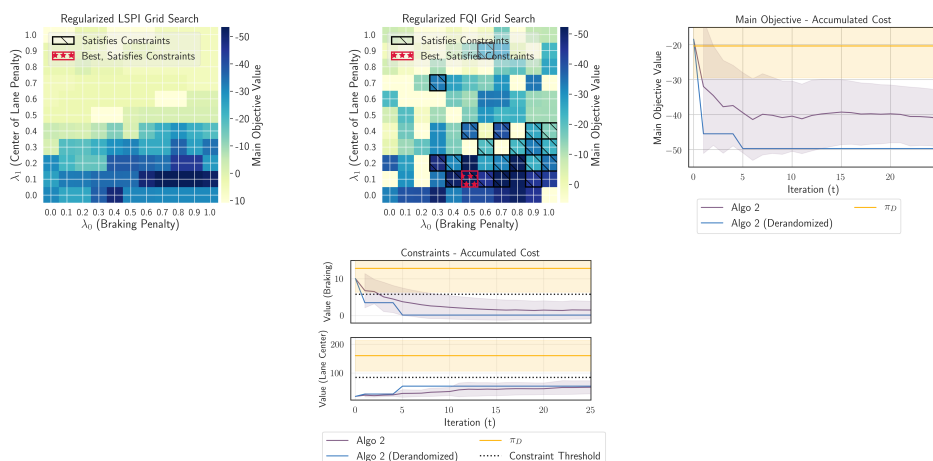 Regularized LSPI Grid Search
1.0
0.9
0.8
0.7
0.6
0.5
0.4
0.3
0.2
0.1
0.0
λ₁ (Center of Lane Penalty)
Satisfies Constraints
Best, Satisfies Constraints
0.0 0.1 0.2 0.3 0.4 0.5 0.6 0.7 0.8 0.9 1.0
λ₀ (Braking Penalty)
-50
-40
-30
-20
-10
0
10
Main Objective Value
Regularized FQI Grid Search
1.0
0.9
0.8
0.7
0.6
0.5
0.4
0.3
0.2
0.1
0.0
λ₁ (Center of Lane Penalty)
Satisfies Constraints
Best, Satisfies Constraints
0.0 0.1 0.2 0.3 0.4 0.5 0.6 0.7 0.8 0.9 1.0
λ₀ (Braking Penalty)
-50
-40
-30
-20
-10
0
Main Objective Value
Main Objective - Accumulated Cost
Main Objective Value
−20
−30
−40
−50
0 5 10 15 20
Iteration (t)
Algo 2
Algo 2 (Derandomized)
π_D
Constraints - Accumulated Cost
Value (Braking)
10
0
Value (Lane Center)
200
100
0 5 10 15 20 25
Iteration (t)
Algo 2
Algo 2 (Derandomized)
π_D
Constraint Threshold